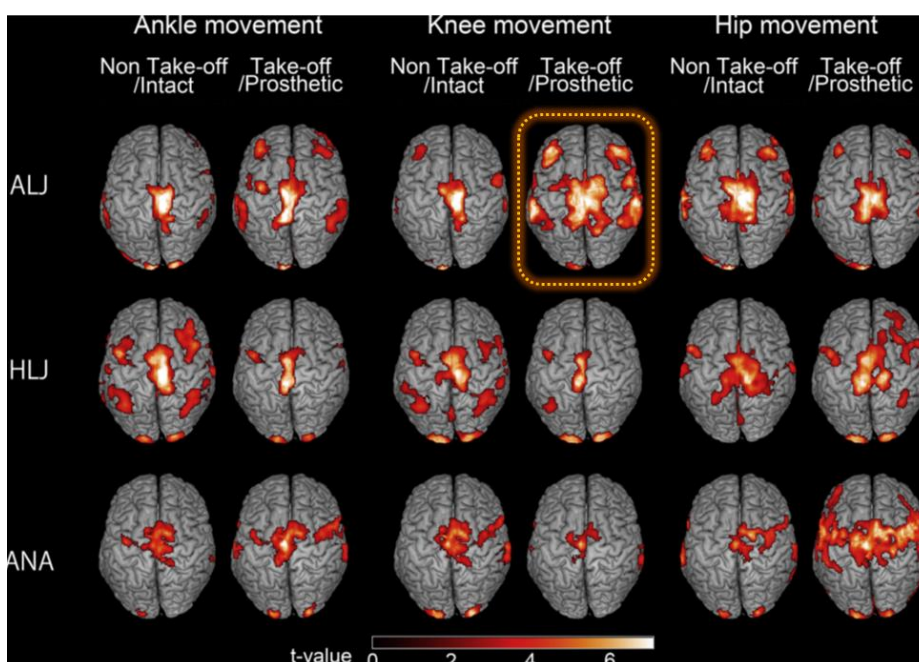 Ankle movement Knee movement Hip movement
Non Take-off Take-off Non Take-off Take-off Non Take-off Take-off
/Intact /Prosthetic /Intact /Prosthetic /Intact /Prosthetic
ALJ
HLJ
ANA
t-value 0 2 4 6